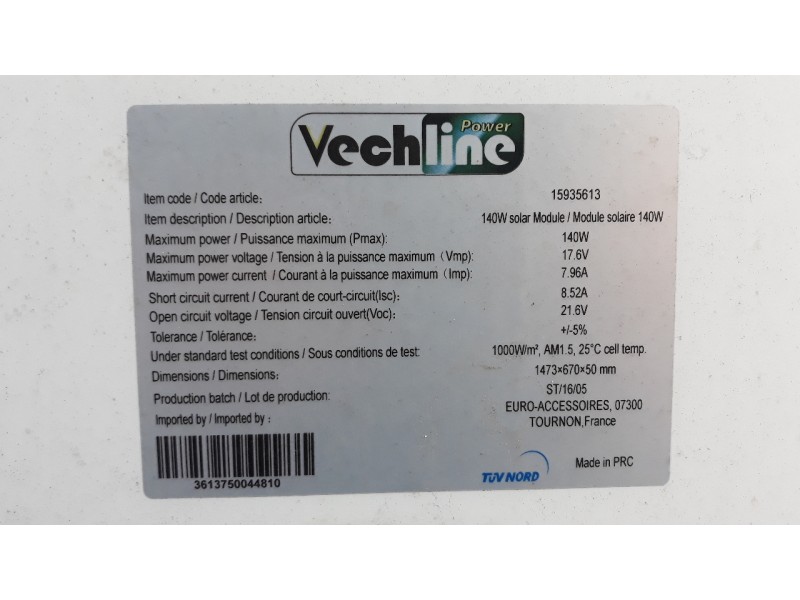 Vechline
Power
Item code / Code article: 15935613
Item description / Description article: 140W solar Module / Module solaire 140W
Maximum power / Puissance maximum (Pmax): 140W
Maximum power voltage / Tension à la puissance maximum (Vmp): 17.6V
Maximum power current / Courant à la puissance maximum (Imp): 7.96A
Short circuit current / Courant de court-circuit(Isc): 8.52A
Open circuit voltage / Tension circuit ouvert(Voc): 21.6V
Tolerance / Tolérance: +/-5%
Under standard test conditions / Sous conditions de test: 1000W/m², AM1.5, 25°C cell temp.
Dimensions / Dimensions: 1473×670×50 mm
Production batch / Lot de production: ST/16/05
Imported by / Imported by : EURO-ACCESSOIRES, 07300
TOURNON,France
3613750044810
TÜV NORD
Made in PRC